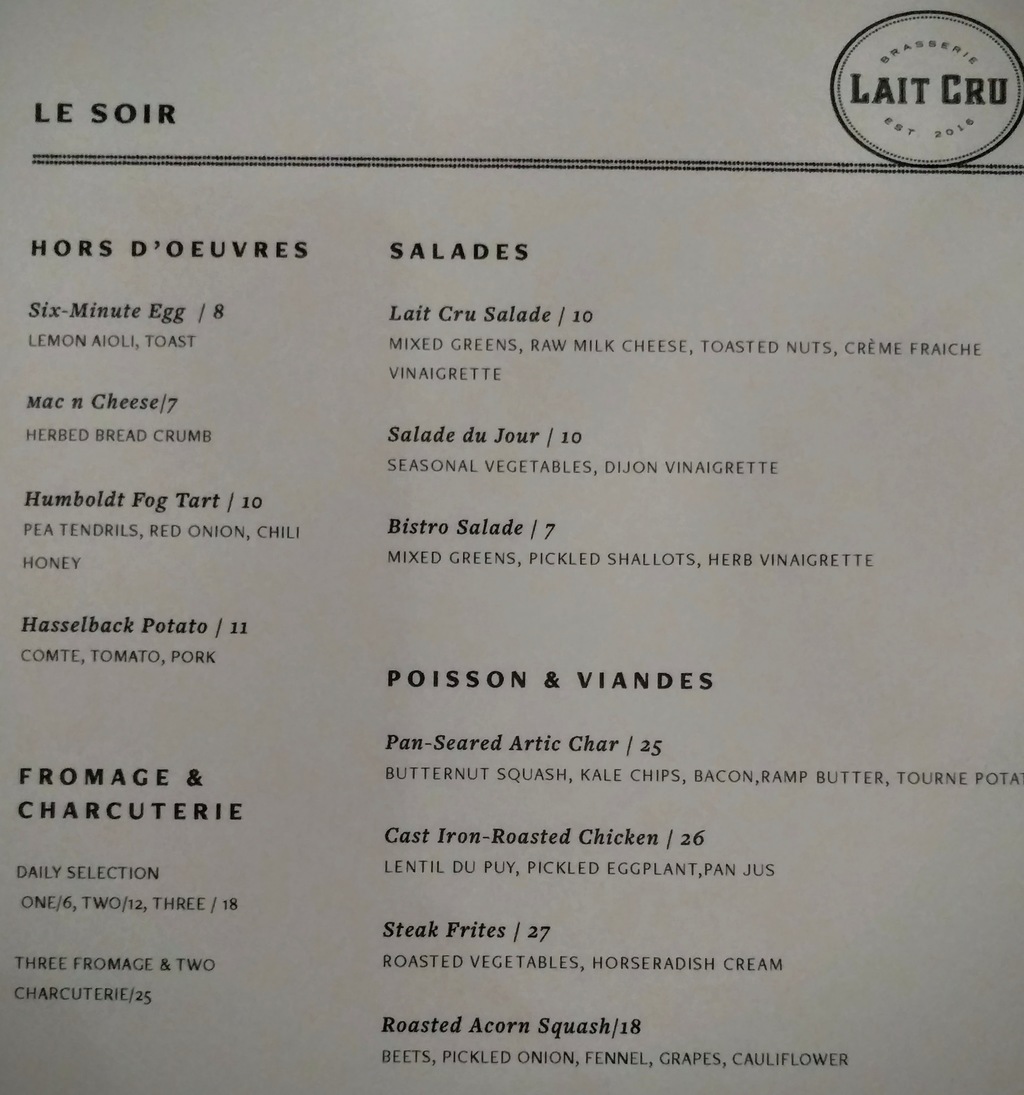 BRASSERIE
LAIT CRU
EST 2016
LE SOIR
HORS D'OEUVRES
Six-Minute Egg / 8
LEMON AIOLI, TOAST
Mac n Cheese/7
HERBED BREAD CRUMB
Humboldt Fog Tart / 10
PEA TENDRILS, RED ONION, CHILI
HONEY
Hasselback Potato / 11
COMTE, TOMATO, PORK
FROMAGE &
CHARCUTERIE
DAILY SELECTION
ONE/6, TWO/12, THREE / 18
THREE FROMAGE & TWO
CHARCUTERIE/25
SALADES
Lait Cru Salade / 10
MIXED GREENS, RAW MILK CHEESE, TOASTED NUTS, CRÈME FRAICHE
VINAIGRETTE
Salade du Jour / 10
SEASONAL VEGETABLES, DIJON VINAIGRETTE
Bistro Salade / 7
MIXED GREENS, PICKLED SHALLOTS, HERB VINAIGRETTE
POISSON & VIANDES
Pan-Seared Artic Char / 25
BUTTERNUT SQUASH, KALE CHIPS, BACON,RAMP BUTTER, TOURNE
Cast Iron-Roasted Chicken / 26
LENTIL DU PUY, PICKLED EGGPLANT,PAN JUS
Steak Frites / 27
ROASTED VEGETABLES, HORSERADISH CREAM
Roasted Acorn Squash/18
BEETS, PICKLED ONION, FENNEL, GRAPES, CAULIFLOWER